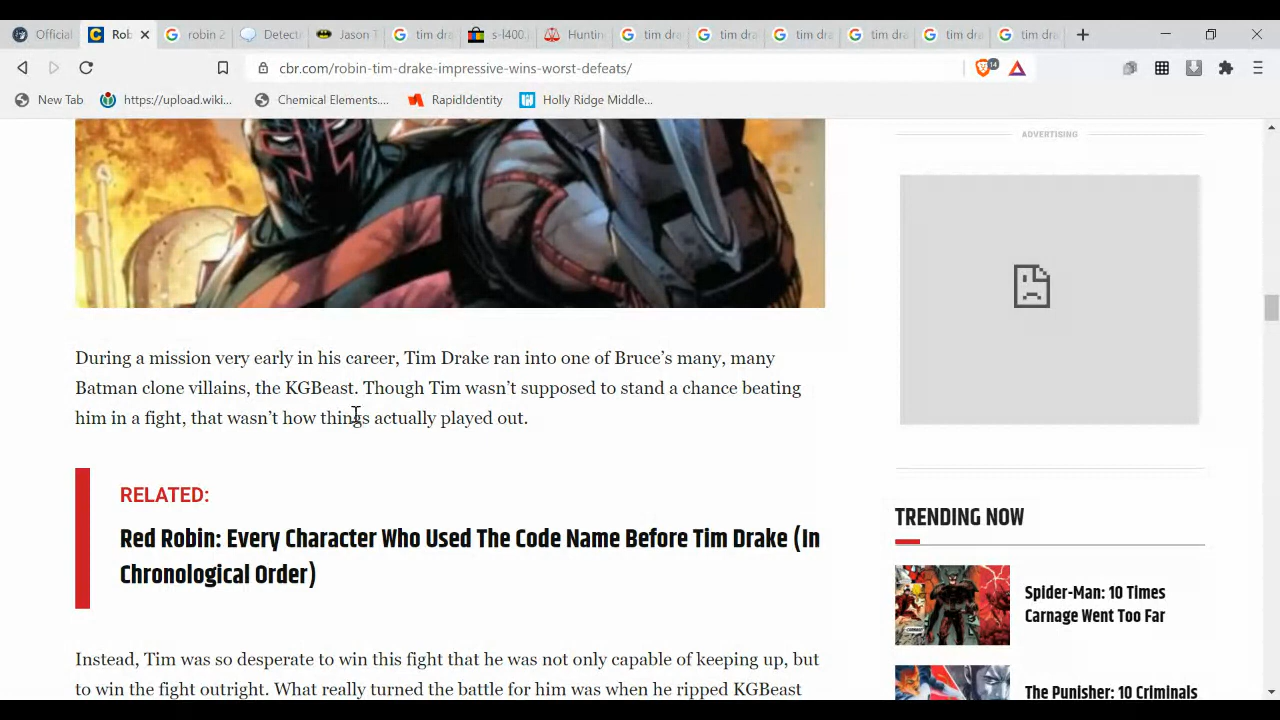 Official
Rob
robin 2
Detecti
Jason T
tim dra
s-l400.
Huntin
tim dra
tim dra
tim dra
tim dra
tim dra
tim dra
cbr.com/robin-tim-drake-impressive-wins-worst-defeats/
14
New Tab
https://upload.wiki...
Chemical Elements....
RapidIdentity
Holly Ridge Middle...
ADVERTISING
During a mission very early in his career, Tim Drake ran into one of Bruce’s many, many
Batman clone villains, the KGBeast. Though Tim wasn’t supposed to stand a chance beating
him in a fight, that wasn’t how things actually played out.
RELATED:
Red Robin: Every Character Who Used The Code Name Before Tim Drake (In
Chronological Order)
Instead, Tim was so desperate to win this fight that he was not only capable of keeping up, but
to win the fight outright. What really turned the battle for him was when he ripped KGBeast
TRENDING NOW
Spider-Man: 10 Times
Carnage Went Too Far
The Punisher: 10 Criminals